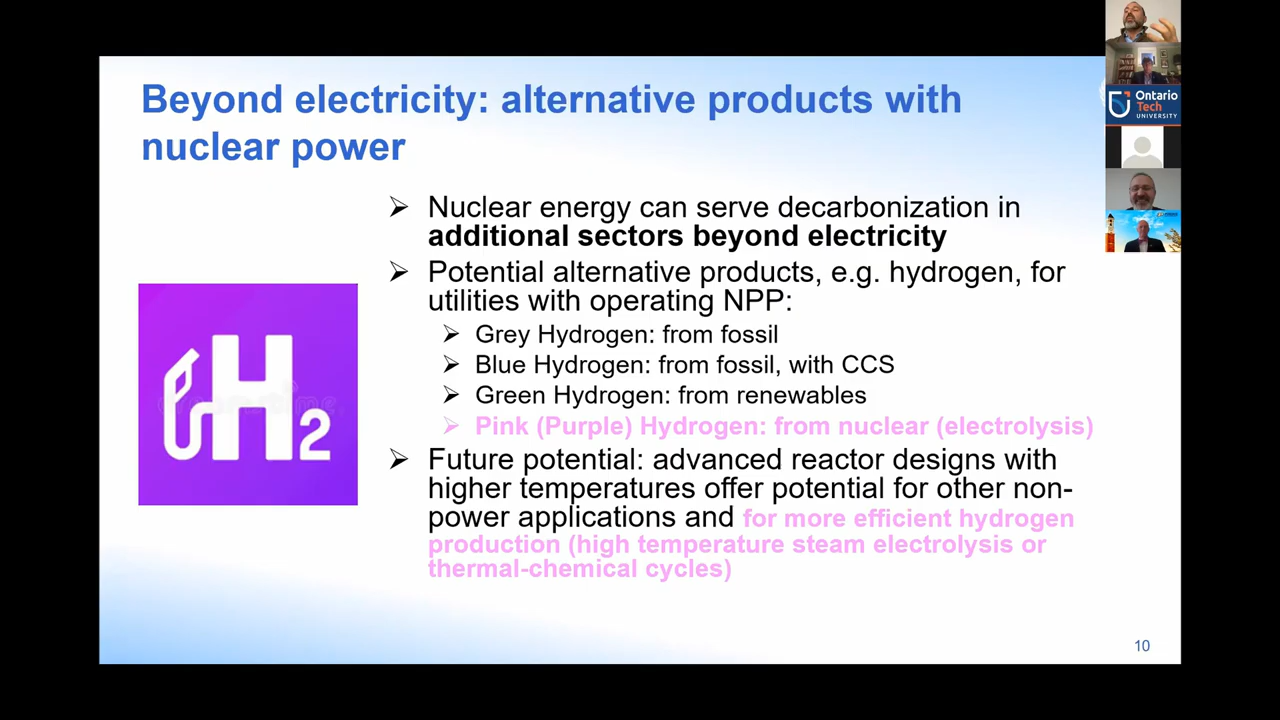 Beyond electricity: alternative products with
nuclear power
Ontario
Tech
UNIVERSITY
➢ Nuclear energy can serve decarbonization in
additional sectors beyond electricity
➢ Potential alternative products, e.g. hydrogen, for
utilities with operating NPP:
➢ Grey Hydrogen: from fossil
➢ Blue Hydrogen: from fossil, with CCS
➢ Green Hydrogen: from renewables
➢ Pink (Purple) Hydrogen: from nuclear (electrolysis)
➢ Future potential: advanced reactor designs with
higher temperatures offer potential for other non-
power applications and for more efficient hydrogen
production (high temperature steam electrolysis or
thermal-chemical cycles)
H2
10